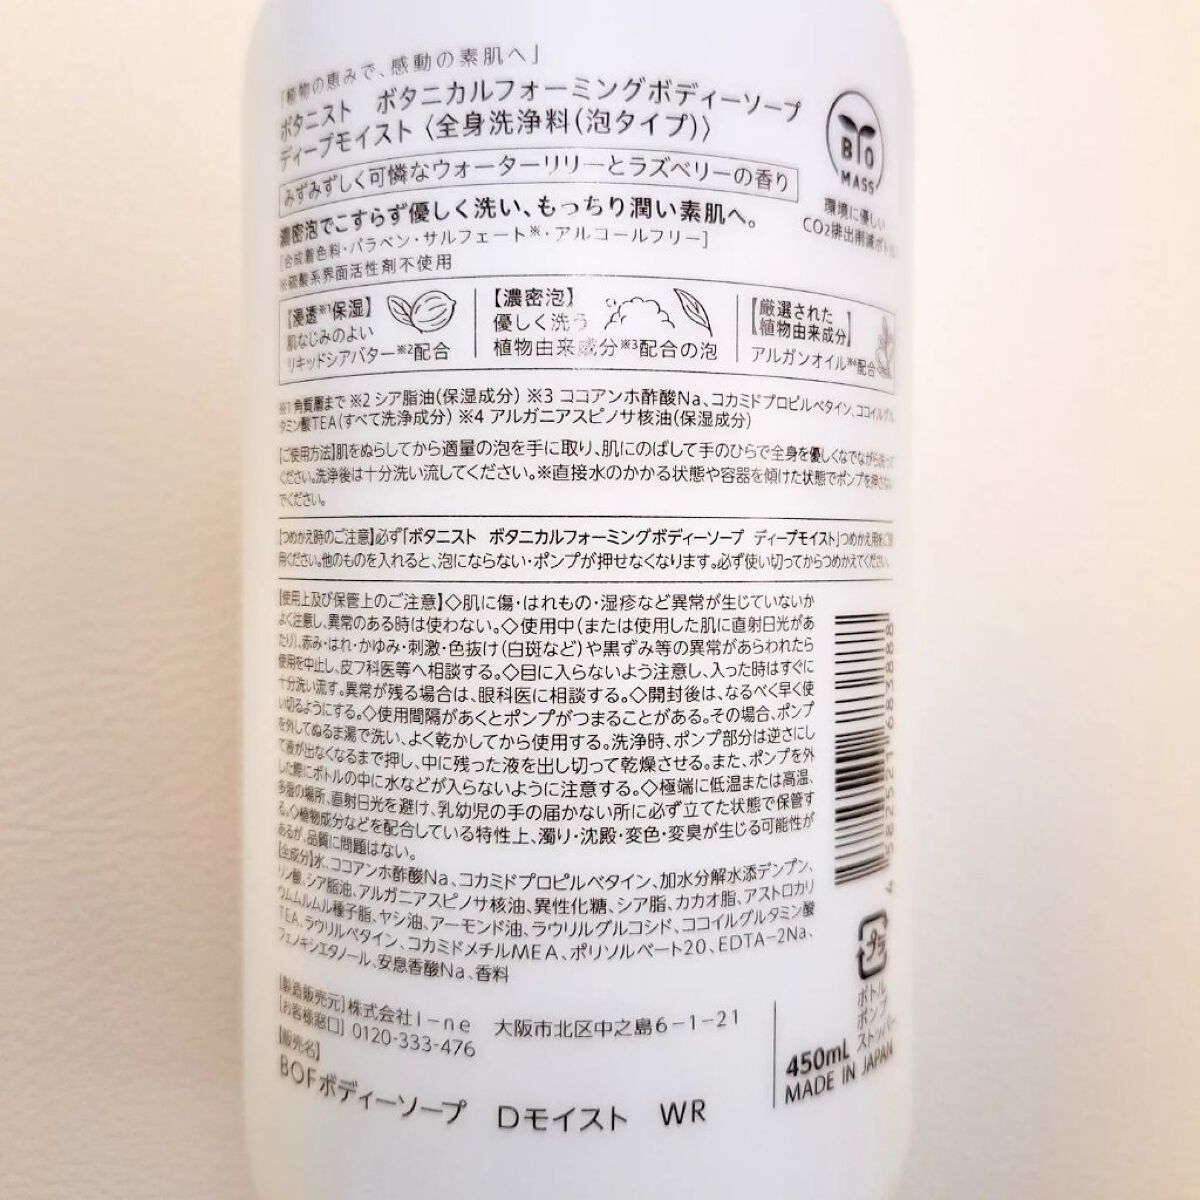 「植物の恵みで、感動の素肌へ」
ボタニスト ボタニカルフォーミングボディーソープ
ディープモイスト〈全身洗浄料(泡タイプ)〉
みずみずしく可憐なウォーターリリーとラズベリーの香り
濃密泡でこすらず優しく洗い、もっちり潤い素肌へ。
[合成着色料・パラベン・サルフェート※・アルコールフリー]
※硫酸系界面活性剤不使用
BIO
MASS
環境に優しい
CO2排出削減ボトル
【浸透※1保湿】
肌なじみのよい
リキッドシアバター※2配合
【濃密泡】
優しく洗う
植物由来成分※3配合の泡
【厳選された
植物由来成分】
アルガンオイル※4配合
※1 角質層まで ※2 シア脂油(保湿成分) ※3 ココアンホ酢酸Na、コカミドプロピルベタイン、ココイルグル
タミン酸TEA(すべて洗浄成分) ※4 アルガニアスピノサ核油(保湿成分)
【ご使用方法】肌をぬらしてから適量の泡を手に取り、肌にのばして手のひらで全身を優しくなでながら洗って
ください。洗浄後は十分洗い流してください。※直接水のかかる状態や容器を傾けた状態でポンプを押さない
でください。
【つめかえ時のご注意】必ず「ボタニスト ボタニカルフォーミングボディーソープ ディープモイスト」つめかえ用をご使
用ください。他のものを入れると、泡にならない・ポンプが押せなくなります。必ず使い切ってからつめかえてください。
【使用上及び保管上のご注意】◇肌に傷・はれもの・湿疹など異常が生じていないか
よく注意し、異常のある時は使わない。◇使用中(または使用した肌に直射日光があ
たり)、赤み・はれ・かゆみ・刺激・色抜け(白斑など)や黒ずみ等の異常があらわれたら
使用を中止し、皮フ科医等へ相談する。◇目に入らないよう注意し、入った時はすぐに
十分洗い流す。異常が残る場合は、眼科医に相談する。◇開封後は、なるべく早く使
い切るようにする。◇使用間隔があくとポンプがつまることがある。その場合、ポンプ
を外してぬるま湯で洗い、よく乾かしてから使用する。洗浄時、ポンプ部分は逆さにし
て液が出なくなるまで押し、中に残った液を出し切って乾燥させる。また、ポンプを外
した際にボトルの中に水などが入らないように注意する。◇極端に低温または高温、
多湿の場所、直射日光を避け、乳幼児の手の届かない所に必ず立てた状態で保管す
る。◇植物成分などを配合している特性上、濁り・沈殿・変色・変臭が生じる可能性が
あるが、品質に問題はない。
【全成分】水、ココアンホ酢酸Na、コカミドプロピルベタイン、加水分解水添デンプン、
リン酸、シア脂油、アルガニアスピノサ核油、異性化糖、シア脂、カカオ脂、アストロカリ
ウムムルムル種子脂、ヤシ油、アーモンド油、ラウリルグルコシド、ココイルグルタミン酸
TEA、ラウリルベタイン、コカミドメチルMEA、ポリソルベート20、EDTA-2Na、
フェノキシエタノール、安息香酸Na、香料
4 582521 683888
プラ
ボトル
ポンプ
ストッパー
【製造販売元】株式会社I-ne 大阪市北区中之島6-1-21
【お客様窓口】0120-333-476
【販売名】
BOFボディーソープ Dモイスト WR
450mL
MADE IN JAPAN